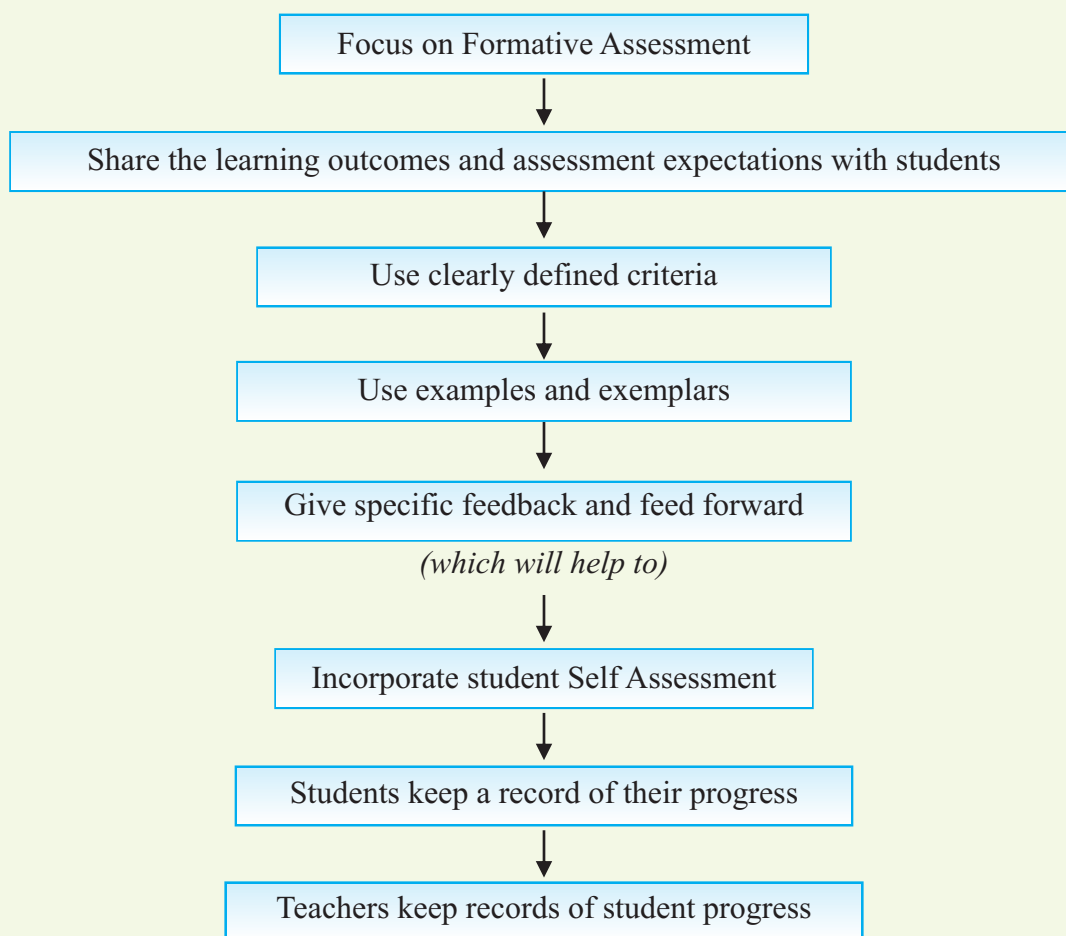 Focus on Formative Assessment
Share the learning outcomes and assessment expectations with students
Use clearly defined criteria
Use examples and exemplars
Give specific feedback and feed forward
(which will help to)
Incorporate student Self Assessment
Students keep a record of their progress
Teachers keep records of student progress